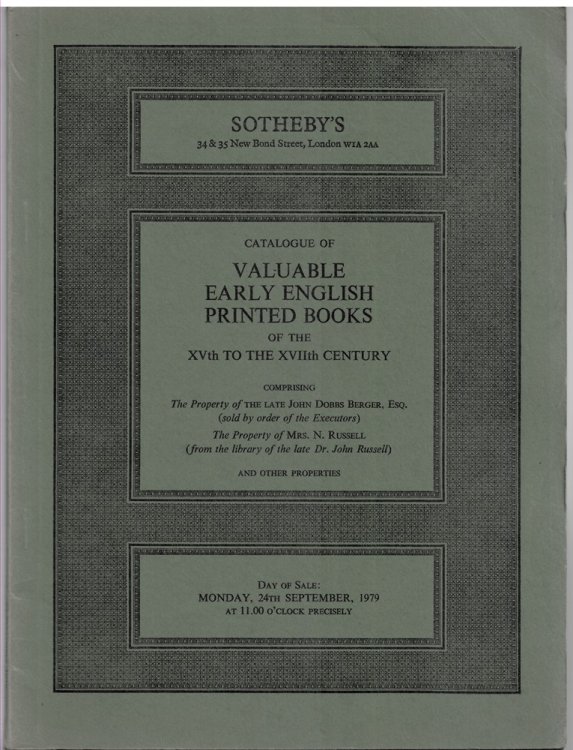 SOTHEBY'S
34 & 35 New Bond Street, London W1A 2AA
CATALOGUE OF
VALUABLE
EARLY ENGLISH
PRINTED BOOKS
OF THE
XVth TO THE XVIIth CENTURY
COMPRISING
The Property of THE LATE JOHN DOBBS BERGER, ESQ.
(sold by order of the Executors)
The Property of MRS. N. RUSSELL
(from the library of the late Dr. John Russell)
AND OTHER PROPERTIES
DAY OF SALE:
MONDAY, 24TH SEPTEMBER, 1979
AT 11.00 O'CLOCK PRECISELY